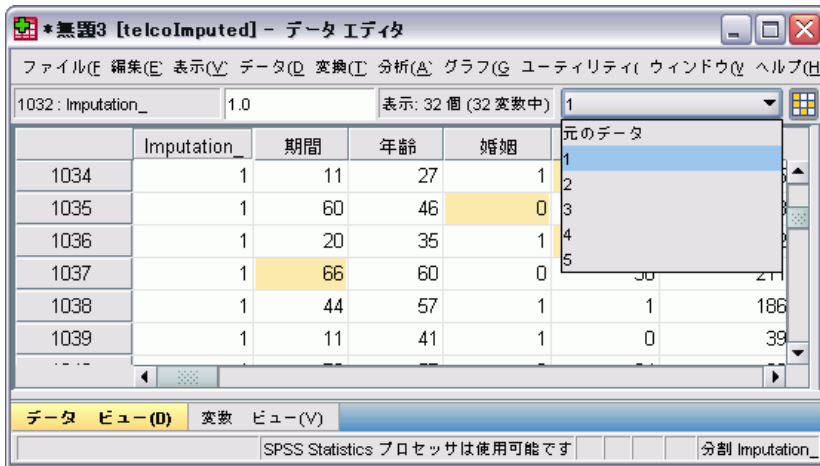 *無題3 [telcoImputed] - データ エディタ
ファイル(F 編集(E) 表示(V) データ(D 変換(T) 分析(A) グラフ(G ユーティリティ( ウィンドウ(W ヘルプ(H
1032 : Imputation_ 1.0 表示: 32 個 (32 変数中) 1
元のデータ
1
2
3
4
5
Imputation_ 期間 年齢 婚姻
1034 1 11 27 1
1035 1 60 46 0
1036 1 20 35 1
1037 1 66 60 0
1038 1 44 57 1 1 186
1039 1 11 41 1 0 39
データ ビュー(D) 変数 ビュー(V)
SPSS Statistics プロセッサは使用可能です 分割 Imputation_